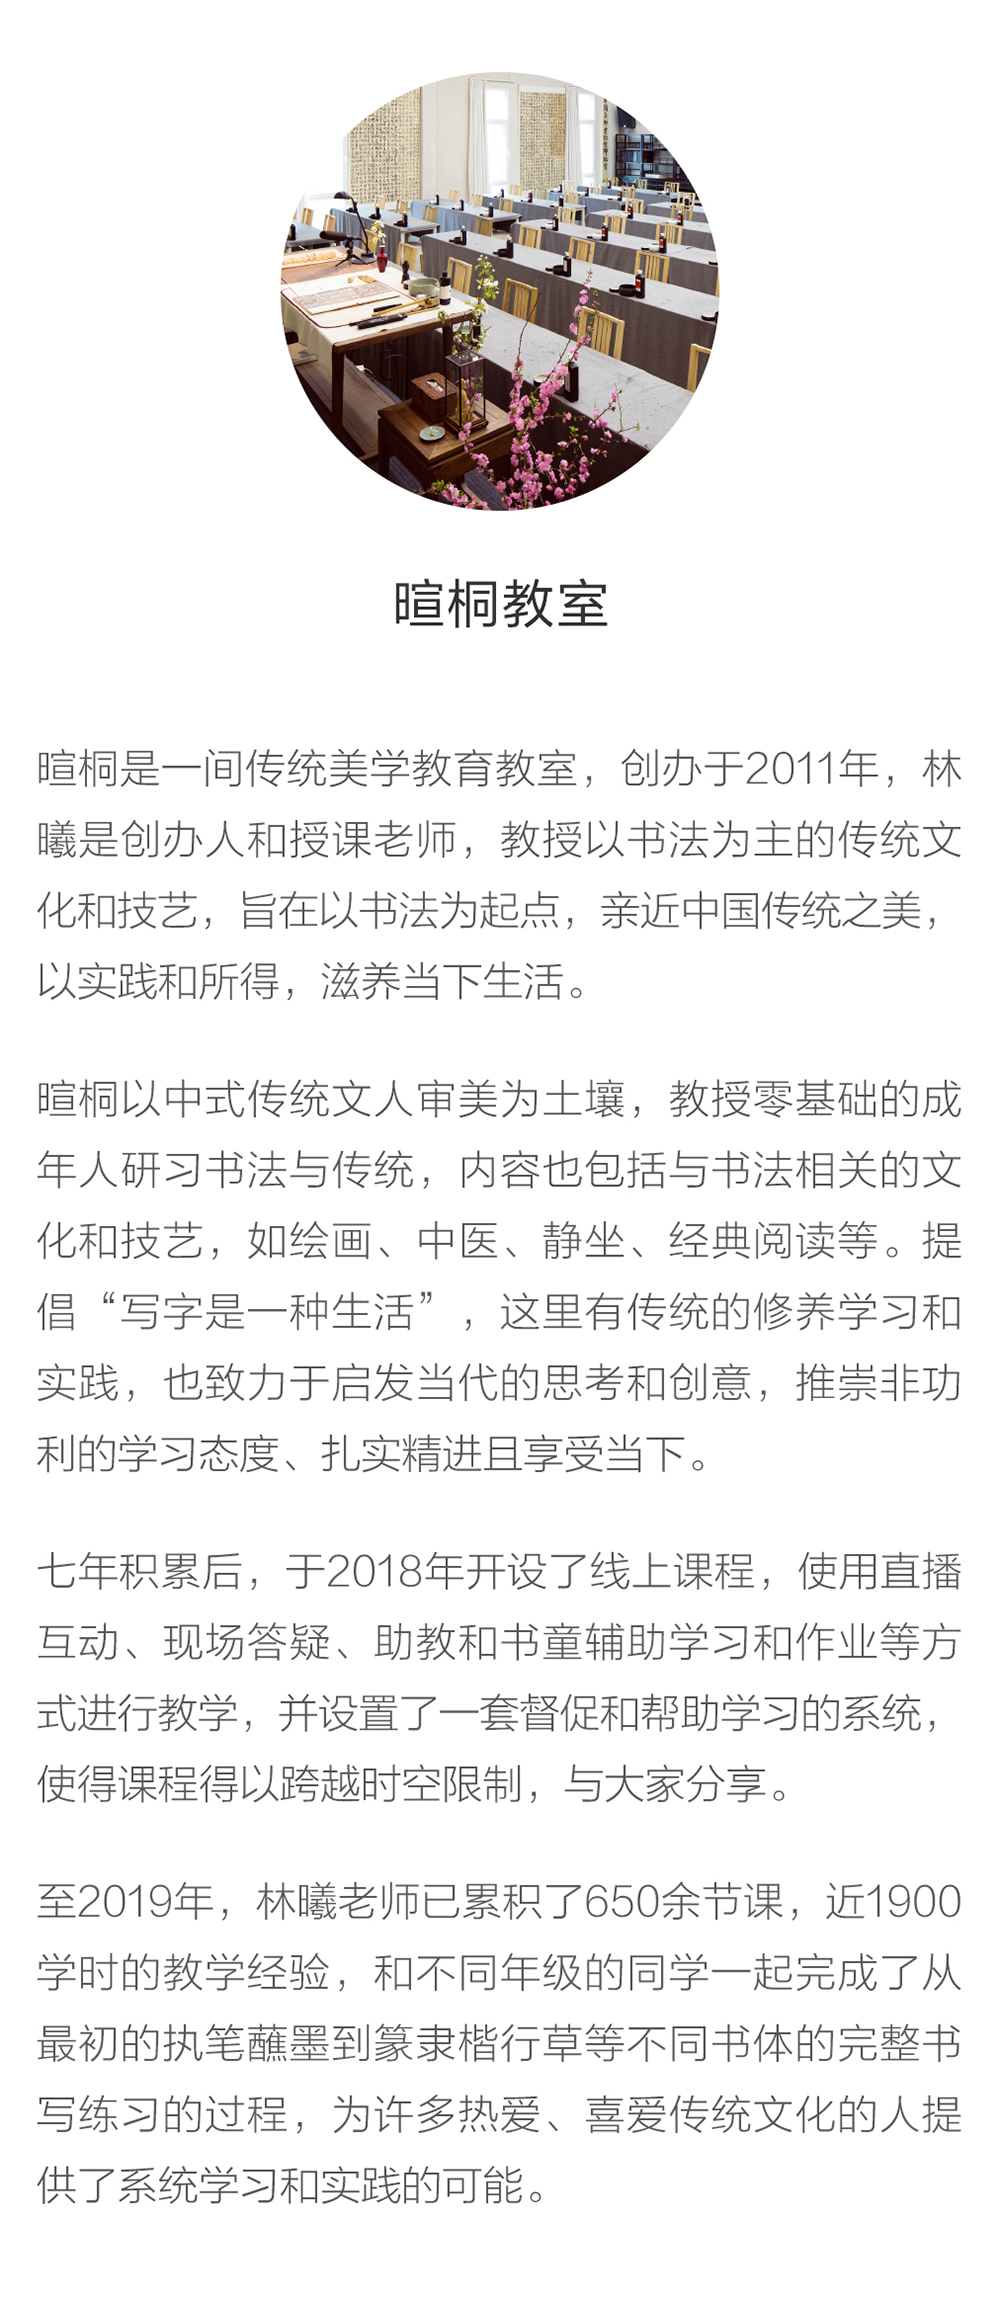 暄桐教室
暄桐是一间传统美学教育教室，创办于2011年，林
曦是创办人和授课老师，教授以书法为主的传统文
化和技艺，旨在以书法为起点，亲近中国传统之美，
以实践和所得，滋养当下生活。
暄桐以中式传统文人审美为土壤，教授零基础的成
年人研习书法与传统，内容也包括与书法相关的文
化和技艺，如绘画、中医、静坐、经典阅读等。提
倡“写字是一种生活”，这里有传统的修养学习和
实践，也致力于启发当代的思考和创意，推崇非功
利的学习态度、扎实精进且享受当下。
七年积累后，于2018年开设了线上课程，使用直播
互动、现场答疑、助教和书童辅助学习和作业等方
式进行教学，并设置了一套督促和帮助学习的系统，
使得课程得以跨越时空限制，与大家分享。
至2019年，林曦老师已累积了650余节课，近1900
学时的教学经验，和不同年级的同学一起完成了从
最初的执笔蘸墨到篆隶楷行草等不同书体的完整书
写练习的过程，为许多热爱、喜爱传统文化的人提
供了系统学习和实践的可能。